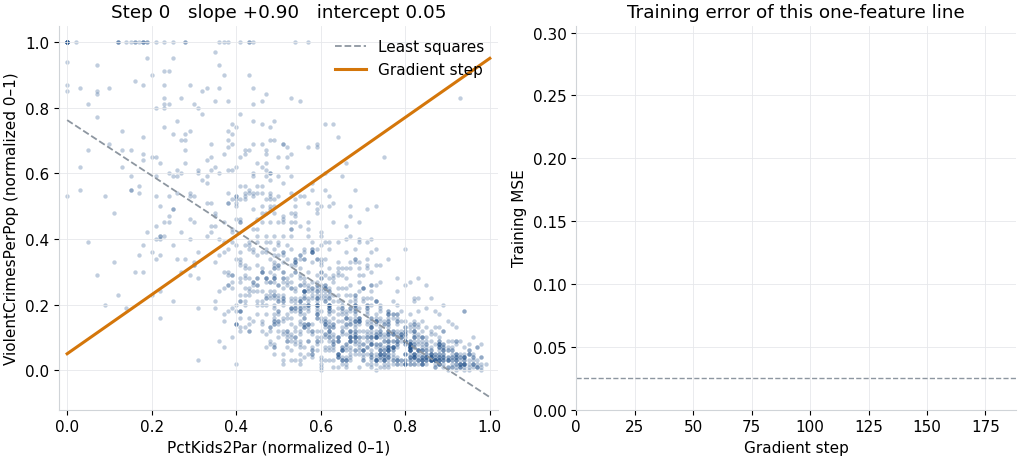 Step 0 slope +0.90 intercept 0.05
Least squares
Gradient step
1.0
0.8
0.6
0.4
0.2
0.0
ViolentCrimesPerPop (normalized 0–1)
0.0 0.2 0.4 0.6 0.8 1.0
PctKids2Par (normalized 0–1)
Training error of this one-feature line
0.30
0.25
0.20
0.15
0.10
0.05
0.00
Training MSE
0 25 50 75 100 125 150 175
Gradient step